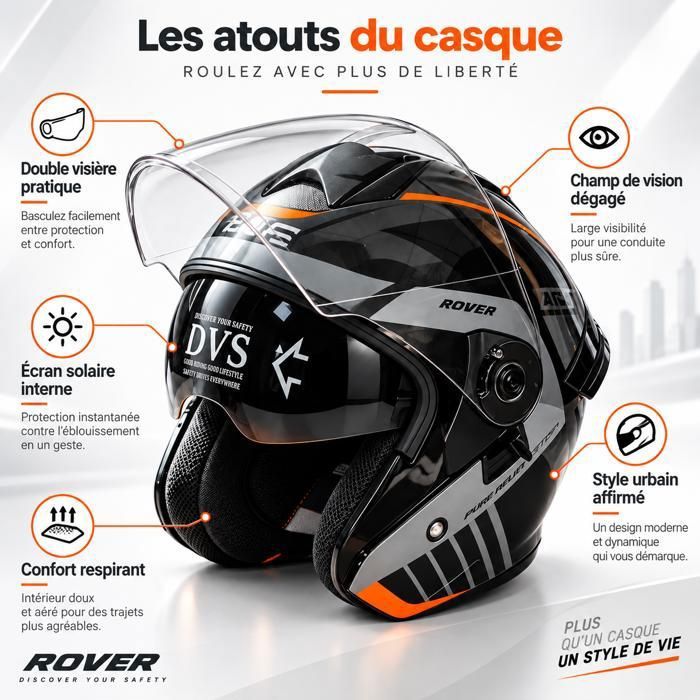 Les atouts du casque
ROULEZ AVEC PLUS DE LIBERTÉ
Double visière
pratique
Basculez facilement
entre protection
et confort.
Champ de vision
dégagé
Large visibilité
pour une conduite
plus sûre.
ROVER
DISCOVER YOUR SAFETY
DVS
GOOD RIDING GOOD LIFESTYLE
SAFETY DRIVES EVERYWHERE
Écran solaire
interne
Protection instantanée
contre l'éblouissement
en un geste.
Style urbain
affirmé
Un design moderne
et dynamique
qui vous démarque.
PURE RELIEF
Confort respirant
Intérieur doux
et aéré pour des trajets
plus agréables.
PLUS
QU'UN CASQUE
UN STYLE DE VIE
ROVER
DISCOVER YOUR SAFETY